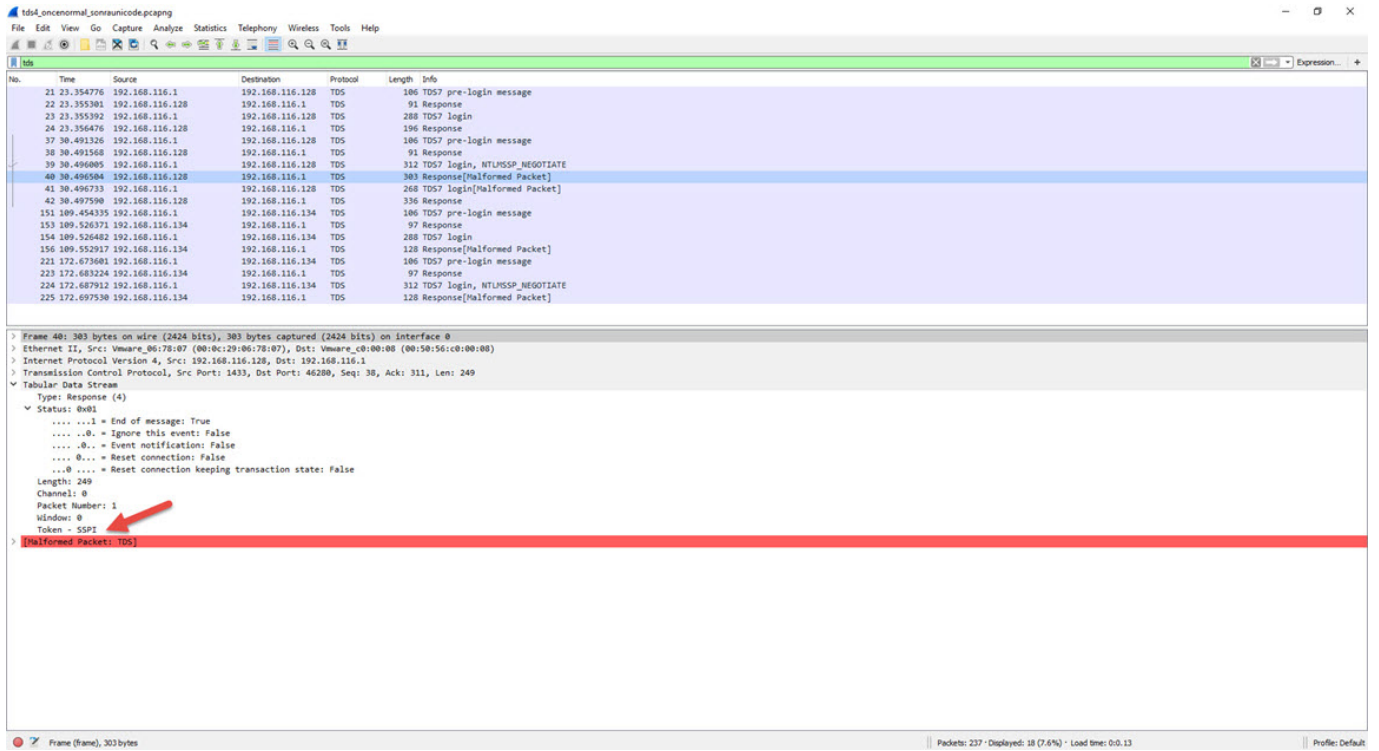 tds4_oncenormal_sonraunicode.pcapng
File Edit View Go Capture Analyze Statistics Telephony Wireless Tools Help
tds
Expression... +
No. Time Source Destination Protocol Length Info
21 23.354776 192.168.116.1 192.168.116.128 TDS 106 TDS7 pre-login message
22 23.355301 192.168.116.128 192.168.116.1 TDS 91 Response
23 23.355392 192.168.116.1 192.168.116.128 TDS 288 TDS7 login
24 23.356476 192.168.116.128 192.168.116.1 TDS 196 Response
37 30.491326 192.168.116.1 192.168.116.128 TDS 106 TDS7 pre-login message
38 30.491568 192.168.116.128 192.168.116.1 TDS 91 Response
39 30.496005 192.168.116.1 192.168.116.128 TDS 312 TDS7 login, NTLMSSP_NEGOTIATE
40 30.496504 192.168.116.128 192.168.116.1 TDS 303 Response[Malformed Packet]
41 30.496733 192.168.116.1 192.168.116.128 TDS 268 TDS7 login[Malformed Packet]
42 30.497590 192.168.116.128 192.168.116.1 TDS 336 Response
151 109.454335 192.168.116.1 192.168.116.134 TDS 106 TDS7 pre-login message
153 109.526371 192.168.116.134 192.168.116.1 TDS 97 Response
154 109.526482 192.168.116.1 192.168.116.134 TDS 288 TDS7 login
156 109.552917 192.168.116.134 192.168.116.1 TDS 128 Response[Malformed Packet]
221 172.673601 192.168.116.1 192.168.116.134 TDS 106 TDS7 pre-login message
223 172.683224 192.168.116.134 192.168.116.1 TDS 97 Response
224 172.687912 192.168.116.1 192.168.116.134 TDS 312 TDS7 login, NTLMSSP_NEGOTIATE
225 172.697530 192.168.116.134 192.168.116.1 TDS 128 Response[Malformed Packet]
Frame 40: 303 bytes on wire (2424 bits), 303 bytes captured (2424 bits) on interface 0
Ethernet II, Src: Vmware_06:78:07 (00:0c:29:06:78:07), Dst: Vmware_c0:00:08 (00:50:56:c0:00:08)
Internet Protocol Version 4, Src: 192.168.116.128, Dst: 192.168.116.1
Transmission Control Protocol, Src Port: 1433, Dst Port: 46280, Seq: 38, Ack: 311, Len: 249
Tabular Data Stream
Type: Response (4)
Status: 0x01
.... ...1 = End of message: True
.... ..0. = Ignore this event: False
.... .0.. = Event notification: False
.... 0... = Reset connection: False
...0 .... = Reset connection keeping transaction state: False
Length: 249
Channel: 0
Packet Number: 1
Window: 0
Token - SSPI
[Malformed Packet: TDS]
Frame (frame), 303 bytes
Packets: 237 · Displayed: 18 (7.6%) · Load time: 0:0.13
Profile: Default